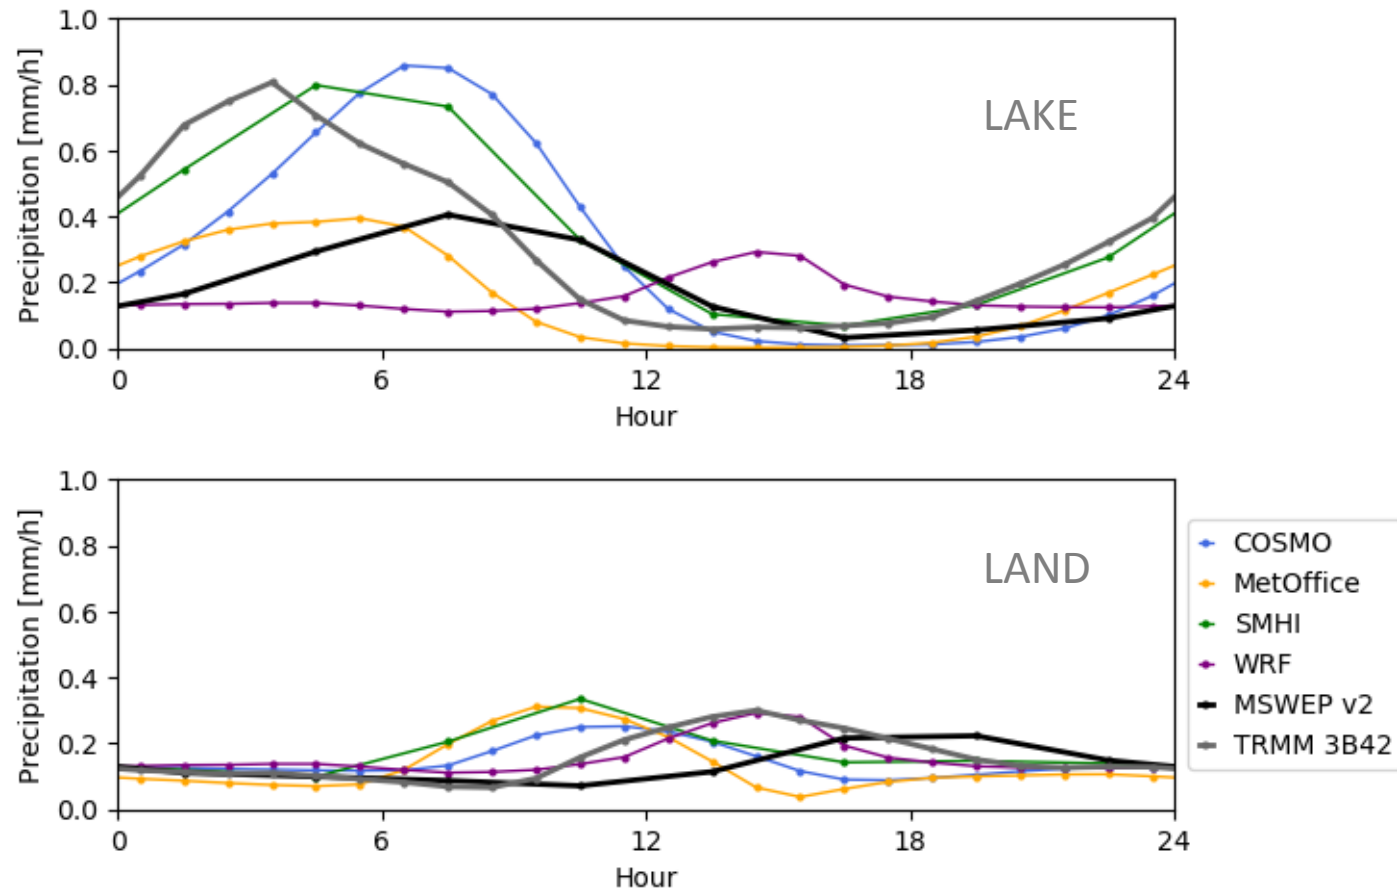 Precipitation [mm/h]
1.0
0.8
0.6
0.4
0.2
0.0
LAKE
0 6 12 18 24
Hour
Precipitation [mm/h]
1.0
0.8
0.6
0.4
0.2
0.0
LAND
0 6 12 18 24
Hour
COSMO
MetOffice
SMHI
WRF
MSWEP v2
TRMM 3B42